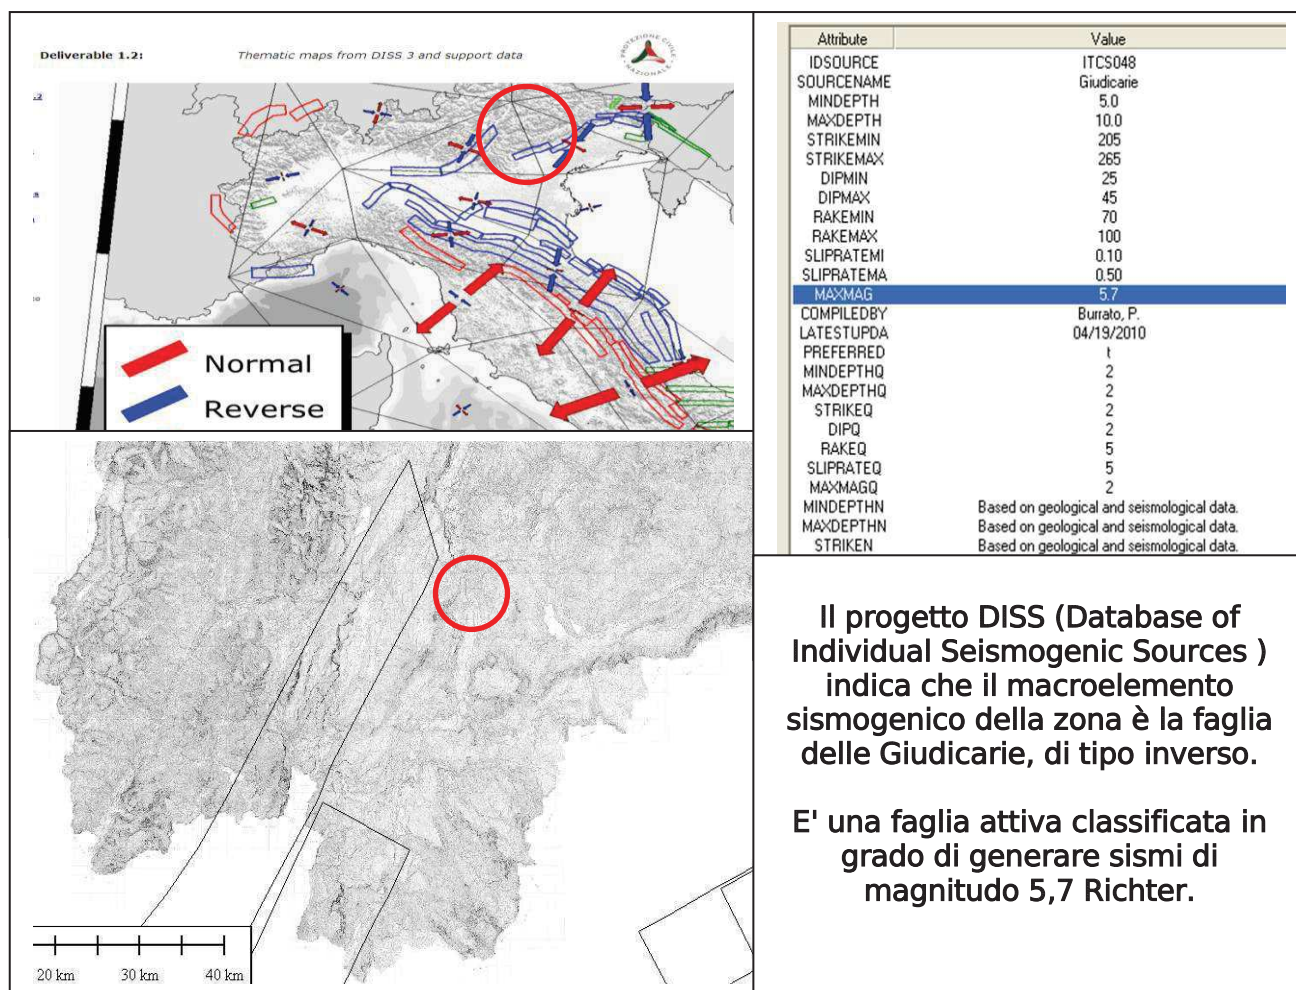 Deliverable 1.2:	Thematic maps from DISS 3 and support data
PROTEZIONE CIVILE NAZIONALE
Normal
Reverse
20 km	30 km	40 km
Attribute	Value
IDSOURCE	ITCS048
SOURCENAME	Giudicarie
MINDEPTH	5.0
MAXDEPTH	10.0
STRIKEMIN	205
STRIKEMAX	265
DIPMIN	25
DIPMAX	45
RAKEMIN	70
RAKEMAX	100
SLIPRATEMI	0.10
SLIPRATEMA	0.50
MAXMAG	5.7
COMPILEDBY	Burrato, P.
LATESTUPDA	04/19/2010
PREFERRED	t
MINDEPTHQ	2
MAXDEPTHQ	2
STRIKEQ	2
DIPQ	2
RAKEQ	5
SLIPRATEQ	5
MAXMAGQ	2
MINDEPTHN	Based on geological and seismological data.
MAXDEPTHN	Based on geological and seismological data.
STRIKEN	Based on geological and seismological data.
Il progetto DISS (Database of
Individual Seismogenic Sources )
indica che il macroelemento
sismogenico della zona è la faglia
delle Giudicarie, di tipo inverso.
E' una faglia attiva classificata in
grado di generare sismi di
magnitudo 5,7 Richter.